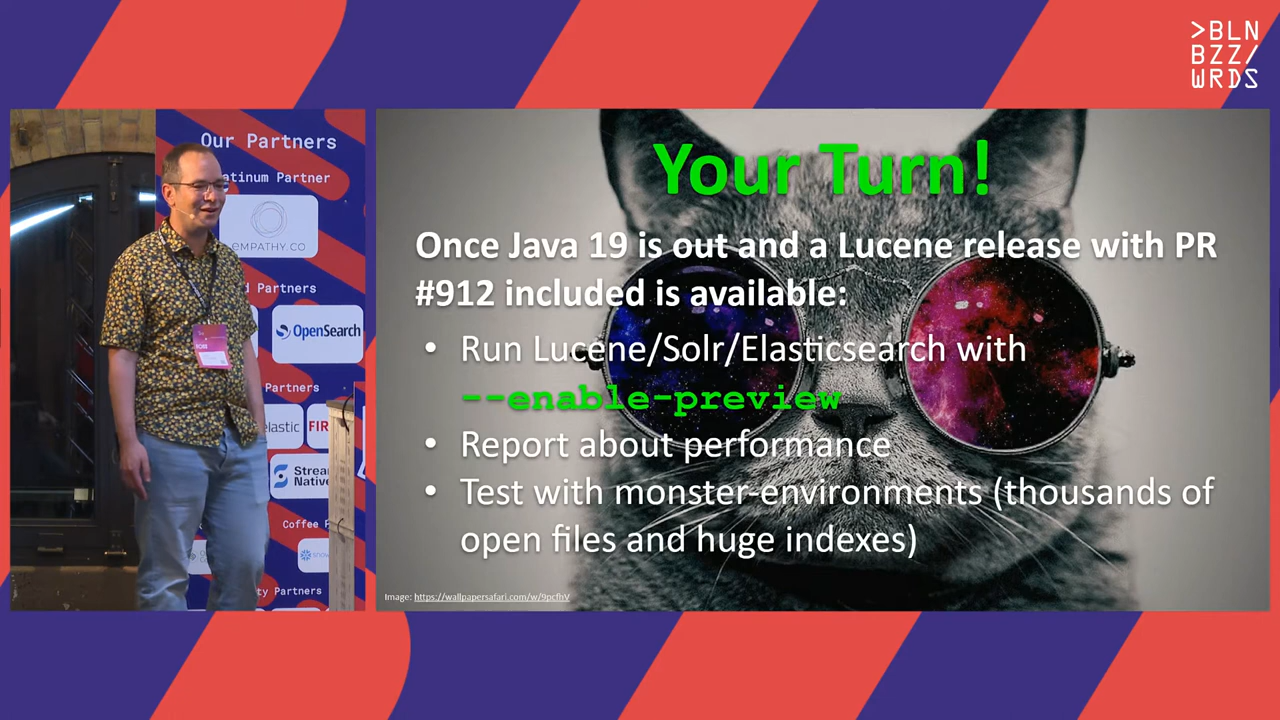 >BLN
BZZ/
WRDS
Our Partners
atinum Partner
EMPATHY.CO
d Partners
OpenSearch
Partners
elastic
FIR
Stream
Native
Coffee P
snow
ty Partners
Your Turn!
Once Java 19 is out and a Lucene release with PR
#912 included is available:
• Run Lucene/Solr/Elasticsearch with
--enable-preview
• Report about performance
• Test with monster-environments (thousands of
open files and huge indexes)
Image: https://wallpapersafari.com/w/9pcfhV